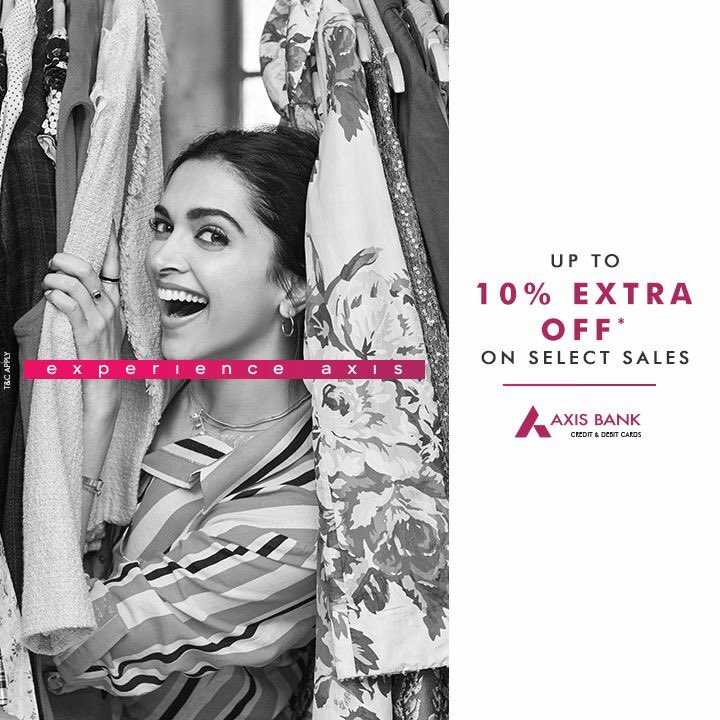 T&C APPLY
experience axis
UP TO
10% EXTRA
OFF*
ON SELECT SALES
AXIS BANK
CREDIT & DEBIT CARDS